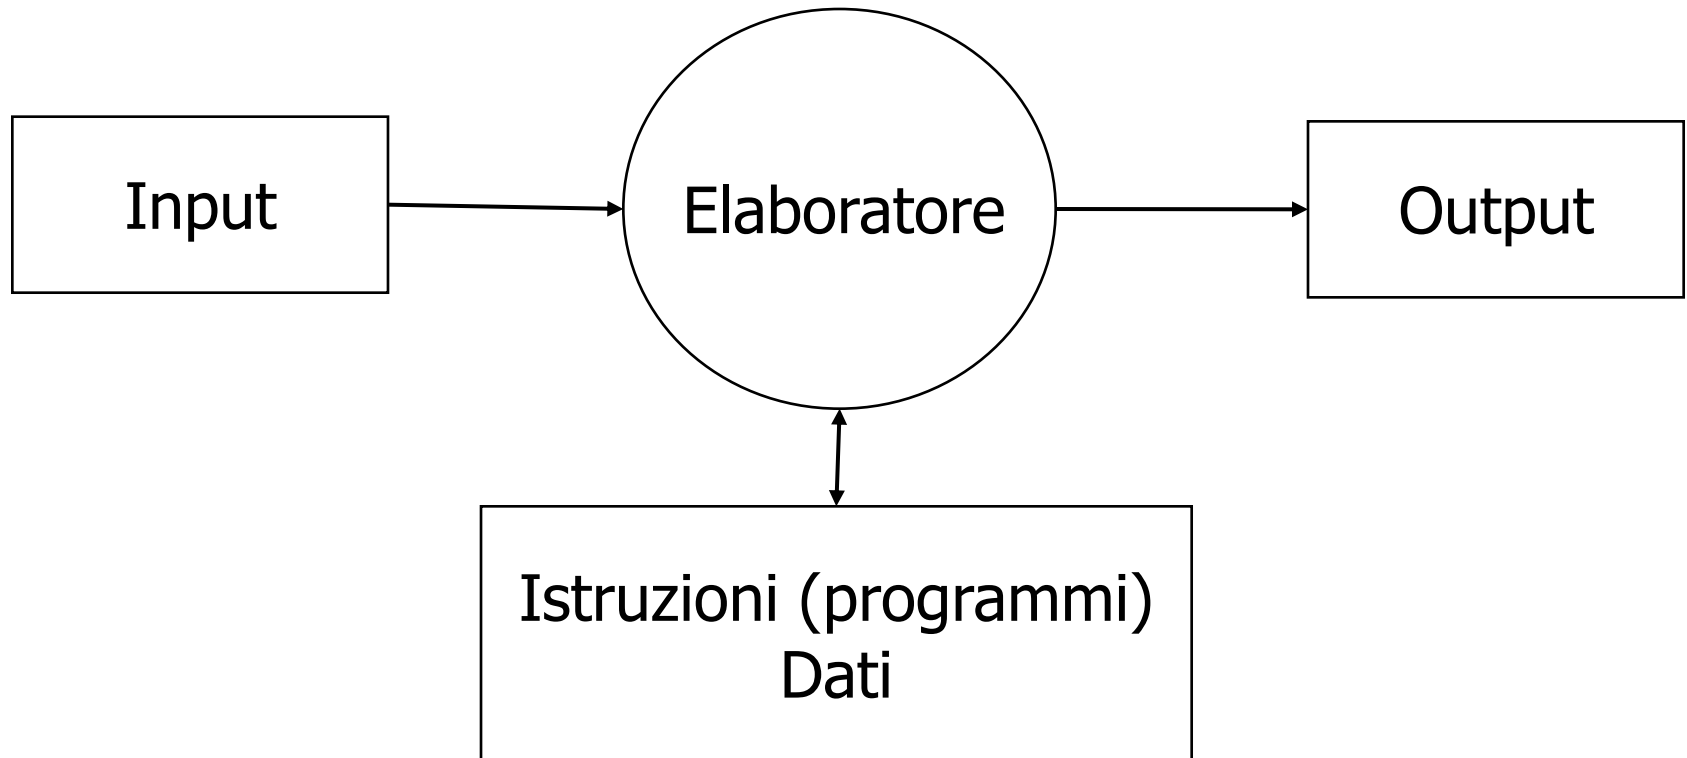 Input
Elaboratore
Output
Istruzioni (programmi)
Dati